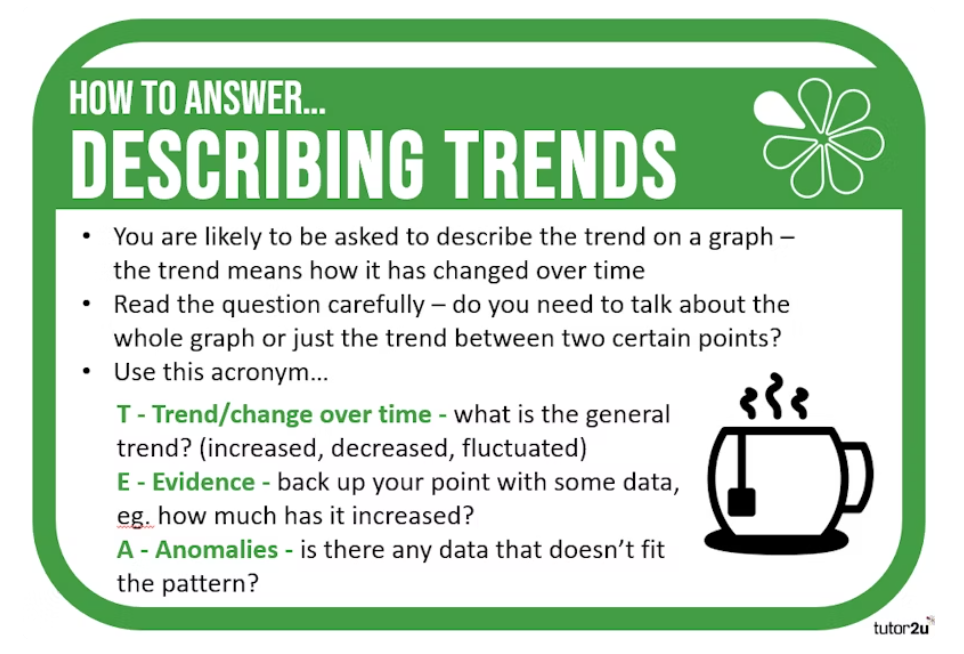 HOW TO ANSWER...
DESCRIBING TRENDS
• You are likely to be asked to describe the trend on a graph –
the trend means how it has changed over time
• Read the question carefully – do you need to talk about the
whole graph or just the trend between two certain points?
• Use this acronym...
T - Trend/change over time - what is the general
trend? (increased, decreased, fluctuated)
E - Evidence - back up your point with some data,
eg. how much has it increased?
A - Anomalies - is there any data that doesn't fit
the pattern?
tutor2u